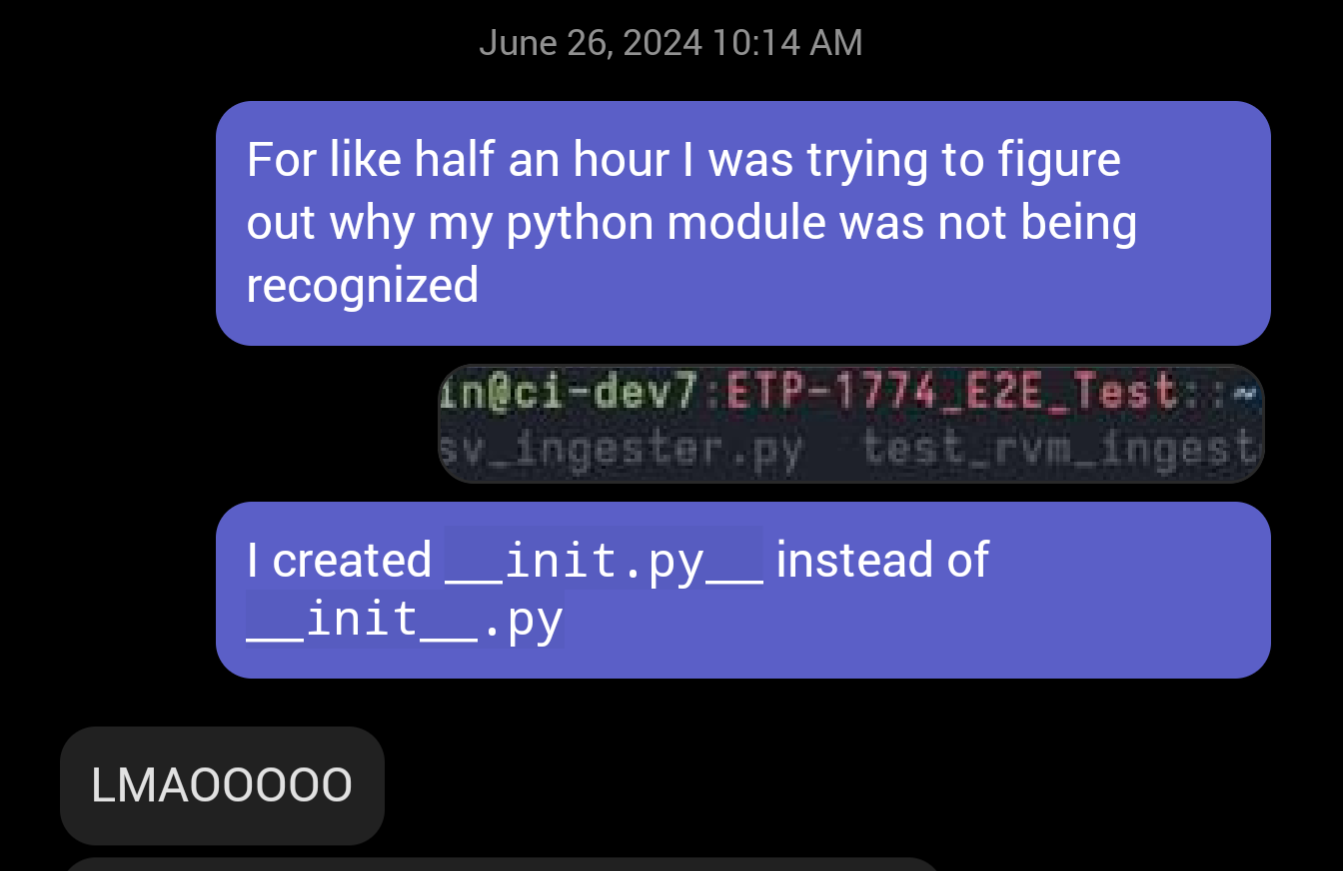 June 26, 2024 10:14 AM
For like half an hour I was trying to figure
out why my python module was not being
recognized
in@ci-dev7:ETP-1774_E2E_Test::~
sv_ingester.py test_rvm_ingest
I created __init.py__ instead of
__init__.py
LMAOOOOO